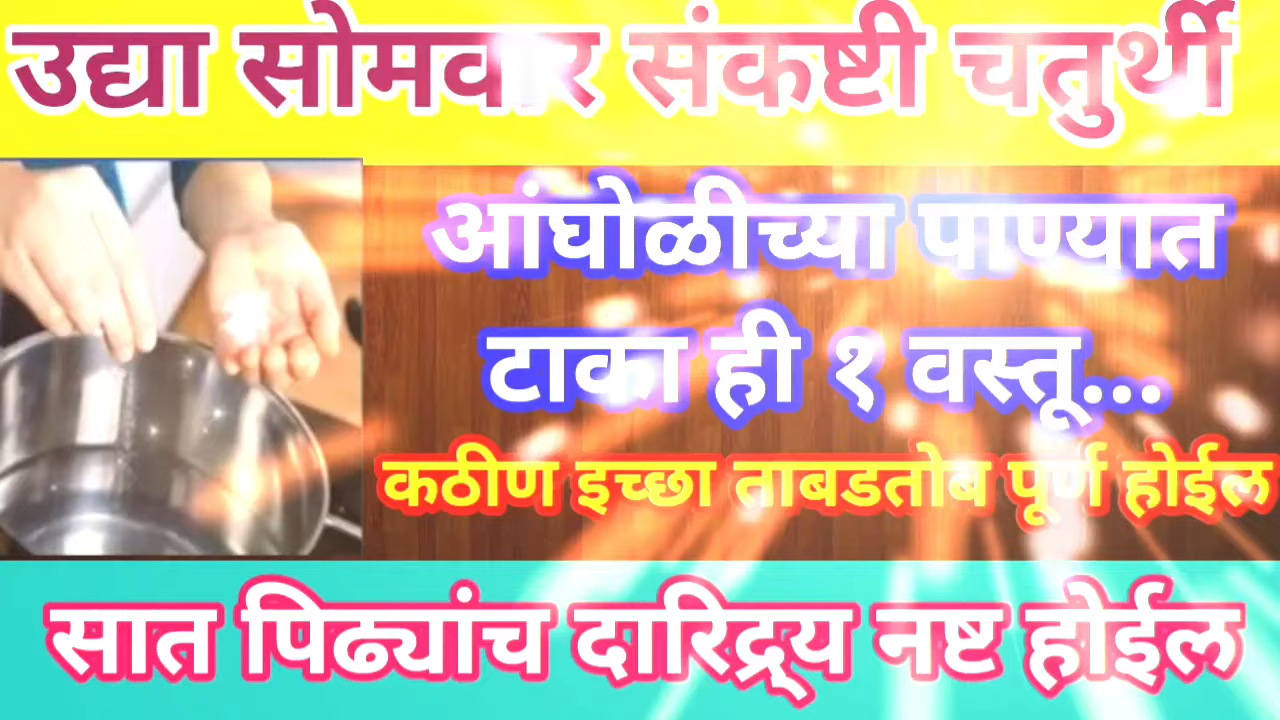 उद्या सोमवार संकष्टी चतुर्थी
आंघोळीच्या पाण्यात
टाका ही १ वस्तू...
कठीण इच्छा ताबडतोब पूर्ण होईल
सात पिढ्यांच दारिद्र्य नष्ट होईल